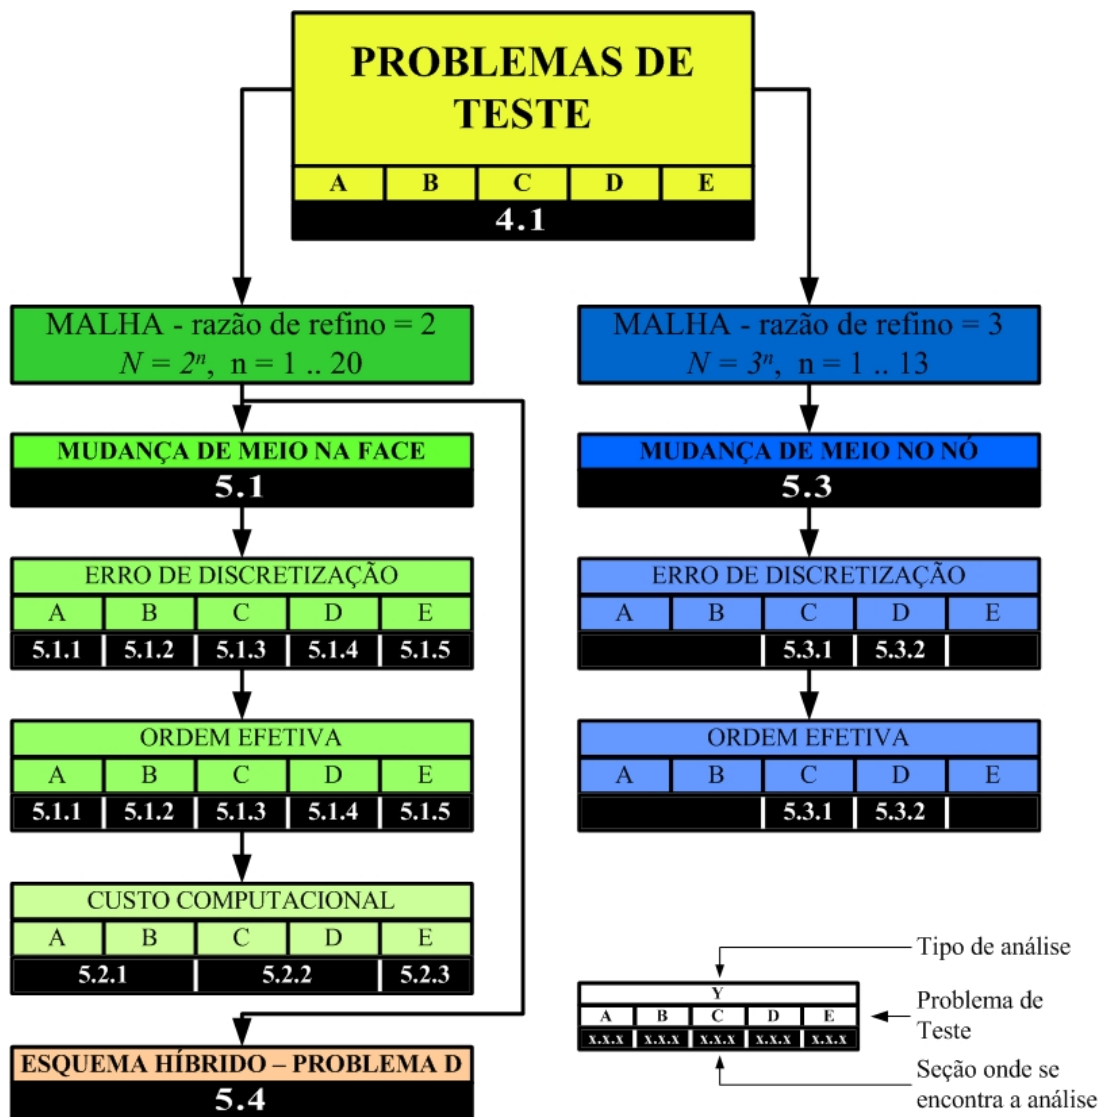 PROBLEMAS DE
TESTE
A B C D E
4.1
MALHA - razão de refino = 2
N = 2ⁿ, n = 1 .. 20
MUDANÇA DE MEIO NA FACE
5.1
ERRO DE DISCRETIZAÇÃO
A B C D E
5.1.1 5.1.2 5.1.3 5.1.4 5.1.5
ORDEM EFETIVA
A B C D E
5.1.1 5.1.2 5.1.3 5.1.4 5.1.5
CUSTO COMPUTACIONAL
A B C D E
5.2.1 5.2.2 5.2.3
ESQUEMA HÍBRIDO – PROBLEMA D
5.4
MALHA - razão de refino = 3
N = 3ⁿ, n = 1 .. 13
MUDANÇA DE MEIO NO NÓ
5.3
ERRO DE DISCRETIZAÇÃO
A B C D E
5.3.1 5.3.2
ORDEM EFETIVA
A B C D E
5.3.1 5.3.2
Tipo de análise
Y
A B C D E
x.x.x x.x.x x.x.x x.x.x x.x.x
Problema de
Teste
Seção onde se
encontra a análise